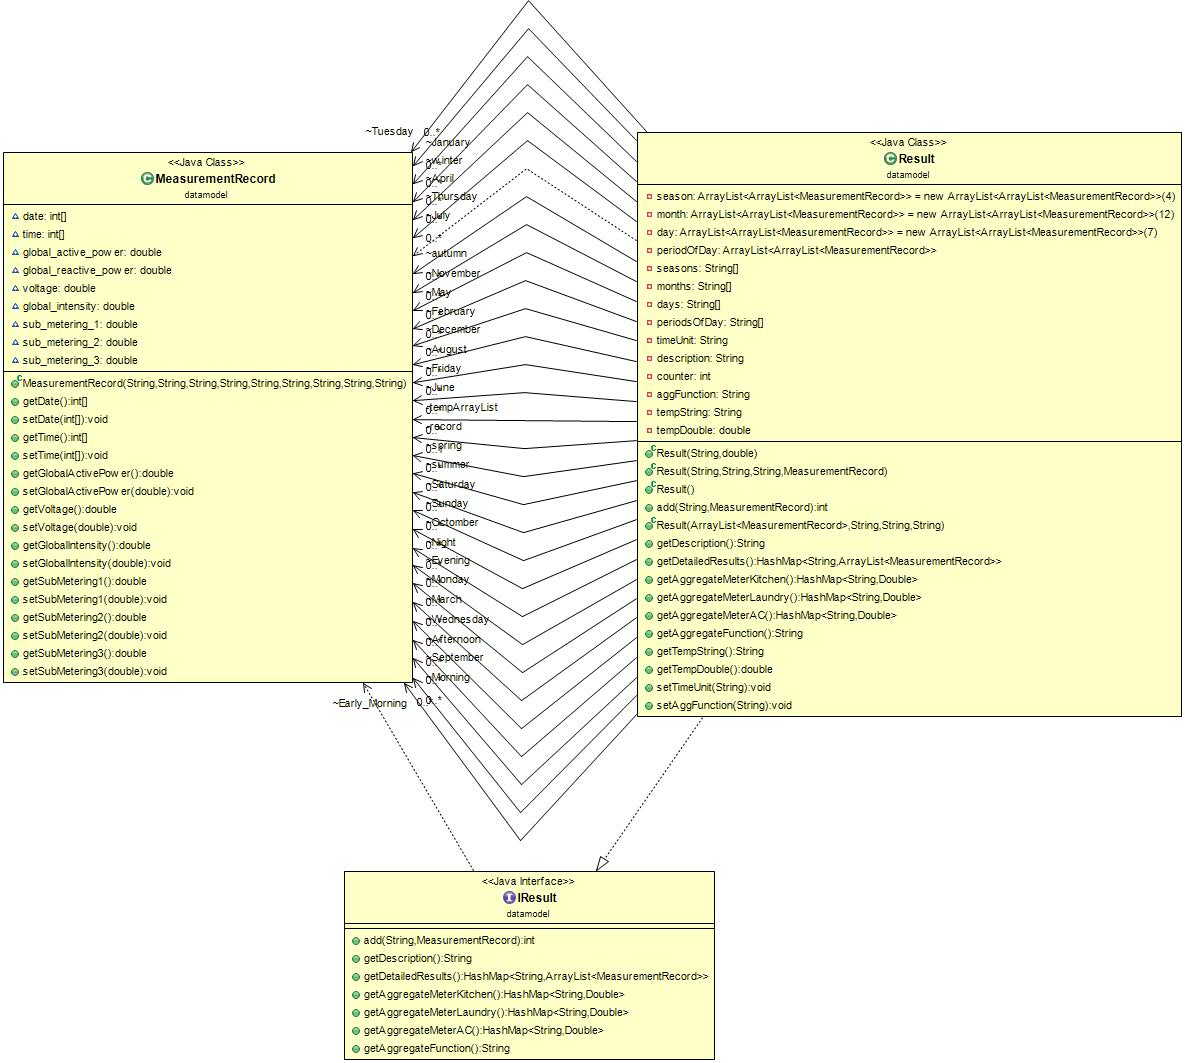 ~Tuesday 0..*
~January
0..*
~winter
0..*
~April
0..*
~Thursday
0..*
~July
0..*
~autumn
~November
0..*
~May
0..*
~February
0..*
~December
0..*
~August
0..*
~Friday
0..*
~June
0..*
~tempArrayList
0..*
~record
~spring
0..*
~summer
0..*
~Saturday
0..*
~Sunday
0..*
~Octomber
0..*
~Night
0..*
~Evening
0..*
~Monday
0..*
~March
0..*
~Wednesday
0..*
~Afternoon
0..*
~September
0..*
~Morning
0..*
~Early_Morning 0..*
<<Java Class>>
MeasurementRecord
datamodel
date: int[]
time: int[]
global_active_power: double
global_reactive_power: double
voltage: double
global_intensity: double
sub_metering_1: double
sub_metering_2: double
sub_metering_3: double
MeasurementRecord(String,String,String,String,String,String,String,String,String)
getDate():int[]
setDate(int[]):void
getTime():int[]
setTime(int[]):void
getGlobalActivePower():double
setGlobalActivePower(double):void
getVoltage():double
setVoltage(double):void
getGlobalIntensity():double
setGlobalIntensity(double):void
getSubMetering1():double
setSubMetering1(double):void
getSubMetering2():double
setSubMetering2(double):void
getSubMetering3():double
setSubMetering3(double):void
<<Java Class>>
Result
datamodel
season: ArrayList<ArrayList<MeasurementRecord>> = new ArrayList<ArrayList<MeasurementRecord>>(4)
month: ArrayList<ArrayList<MeasurementRecord>> = new ArrayList<ArrayList<MeasurementRecord>>(12)
day: ArrayList<ArrayList<MeasurementRecord>> = new ArrayList<ArrayList<MeasurementRecord>>(7)
periodOfDay: ArrayList<ArrayList<MeasurementRecord>>
seasons: String[]
months: String[]
days: String[]
periodsOfDay: String[]
timeUnit: String
description: String
counter: int
aggFunction: String
tempString: String
tempDouble: double
Result(String,double)
Result(String,String,String,MeasurementRecord)
Result()
add(String,MeasurementRecord):int
Result(ArrayList<MeasurementRecord>,String,String,String)
getDescription():String
getDetailedResults():HashMap<String,ArrayList<MeasurementRecord>>
getAggregateMeterKitchen():HashMap<String,Double>
getAggregateMeterLaundry():HashMap<String,Double>
getAggregateMeterAC():HashMap<String,Double>
getAggregateFunction():String
getTempString():String
getTempDouble():double
setTimeUnit(String):void
setAggFunction(String):void
<<Java Interface>>
IResult
datamodel
add(String,MeasurementRecord):int
getDescription():String
getDetailedResults():HashMap<String,ArrayList<MeasurementRecord>>
getAggregateMeterKitchen():HashMap<String,Double>
getAggregateMeterLaundry():HashMap<String,Double>
getAggregateMeterAC():HashMap<String,Double>
getAggregateFunction():String